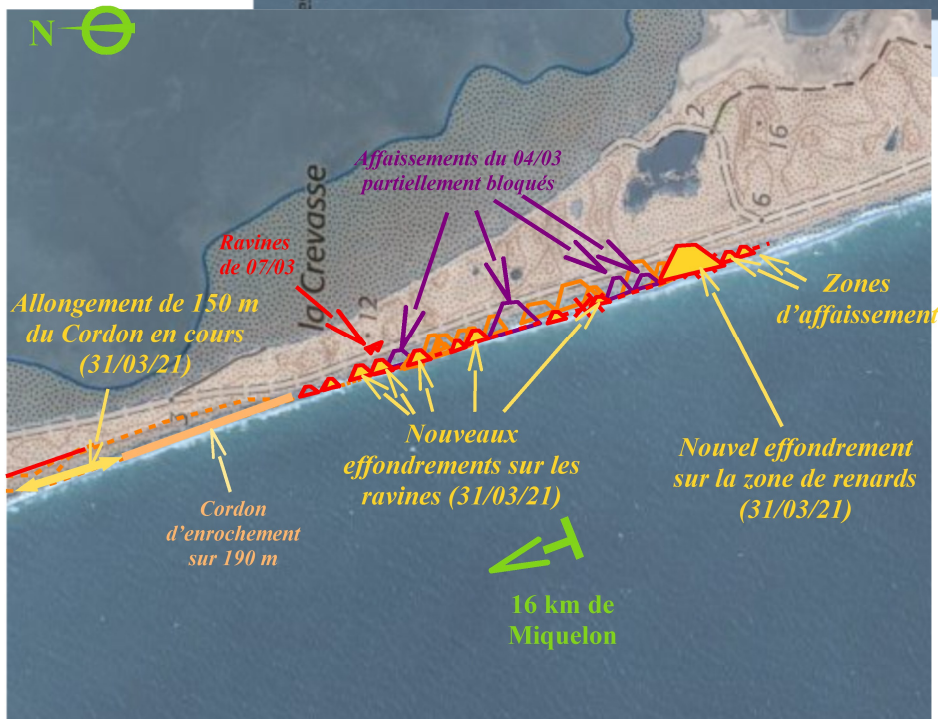 N
Affaissements du 04/03
partiellement bloqués
la Crevasse
Ravines
de 07/03
12
2
16
6
Allongement de 150 m
du Cordon en cours
(31/03/21)
Zones
d’affaissement
Nouveaux
effondrements sur les
ravines (31/03/21)
Nouvel effondrement
sur la zone de renards
(31/03/21)
Cordon
d’enrochement
sur 190 m
16 km de
Miquelon